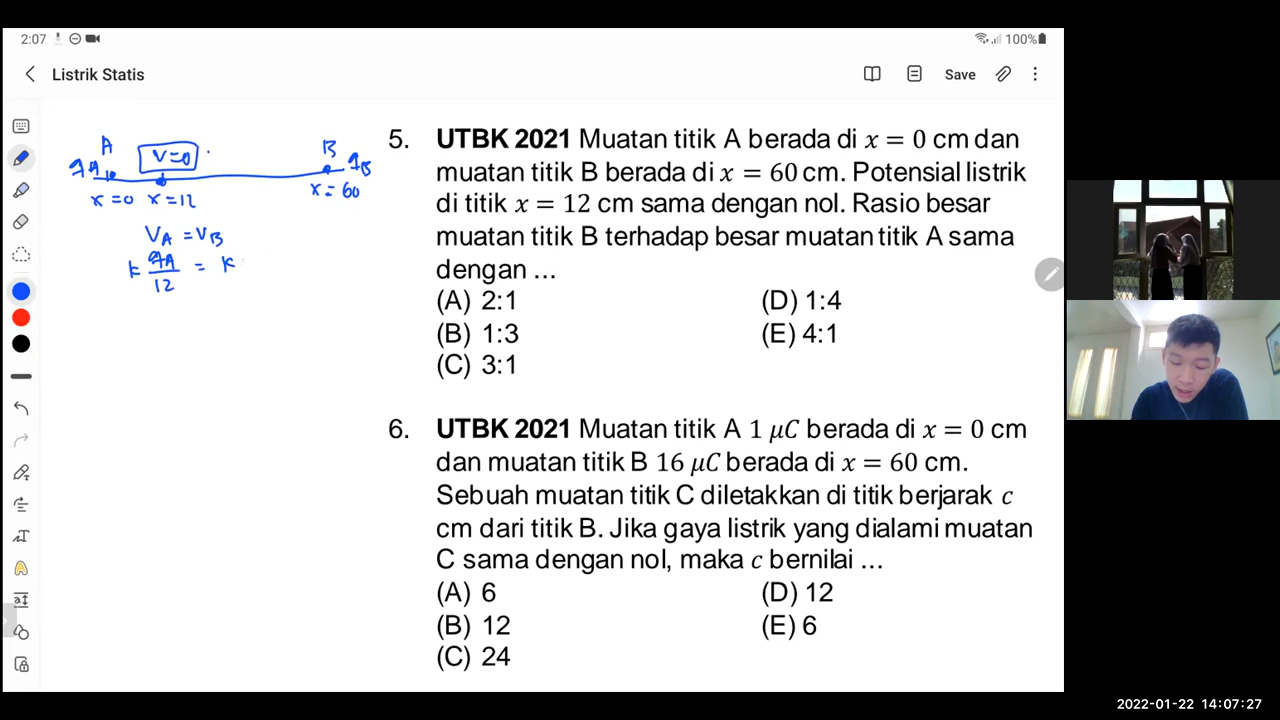 2:07
100%
Listrik Statis
Save
A
B
V=0
qA
qB
x=0
x=12
x=60
VA = VB
k qA/12 = k
5. UTBK 2021 Muatan titik A berada di x = 0 cm dan
muatan titik B berada di x = 60 cm. Potensial listrik
di titik x = 12 cm sama dengan nol. Rasio besar
muatan titik B terhadap besar muatan titik A sama
dengan ...
(A) 2:1 (D) 1:4
(B) 1:3 (E) 4:1
(C) 3:1
6. UTBK 2021 Muatan titik A 1 μC berada di x = 0 cm
dan muatan titik B 16 μC berada di x = 60 cm.
Sebuah muatan titik C diletakkan di titik berjarak c
cm dari titik B. Jika gaya listrik yang dialami muatan
C sama dengan nol, maka c bernilai ...
(A) 6 (D) 12
(B) 12 (E) 6
(C) 24
2022-01-22 14:07:27